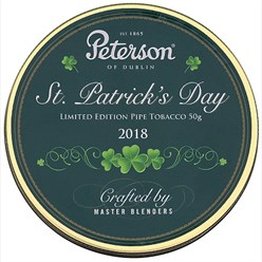 EST 1865
Peterson
OF DUBLIN
St. Patrick's Day
LIMITED EDITION PIPE TOBACCO 50g
2018
Crafted by
MASTER BLENDERS